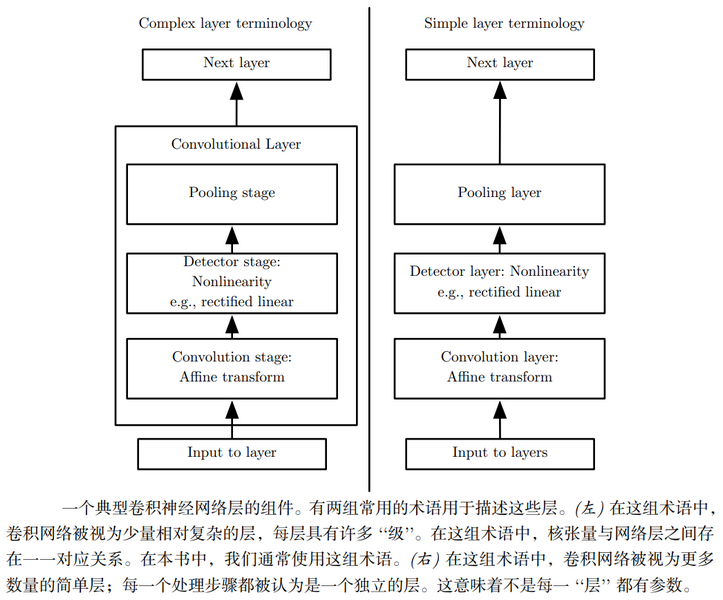 Complex layer terminology
Next layer
Convolutional Layer
Pooling stage
Detector stage:
Nonlinearity
e.g., rectified linear
Convolution stage:
Affine transform
Input to layer
Simple layer terminology
Next layer
Pooling layer
Detector layer: Nonlinearity
e.g., rectified linear
Convolution layer:
Affine transform
Input to layers
一个典型卷积神经网络层的组件。有两组常用的术语用于描述这些层。(左) 在这组术语中，
卷积网络被视为少量相对复杂的层，每层具有许多 “级”。在这组术语中，核张量与网络层之间存
在一一对应关系。在本书中，我们通常使用这组术语。(右) 在这组术语中，卷积网络被视为更多
数量的简单层；每一个处理步骤都被认为是一个独立的层。这意味着不是每一 “层” 都有参数。